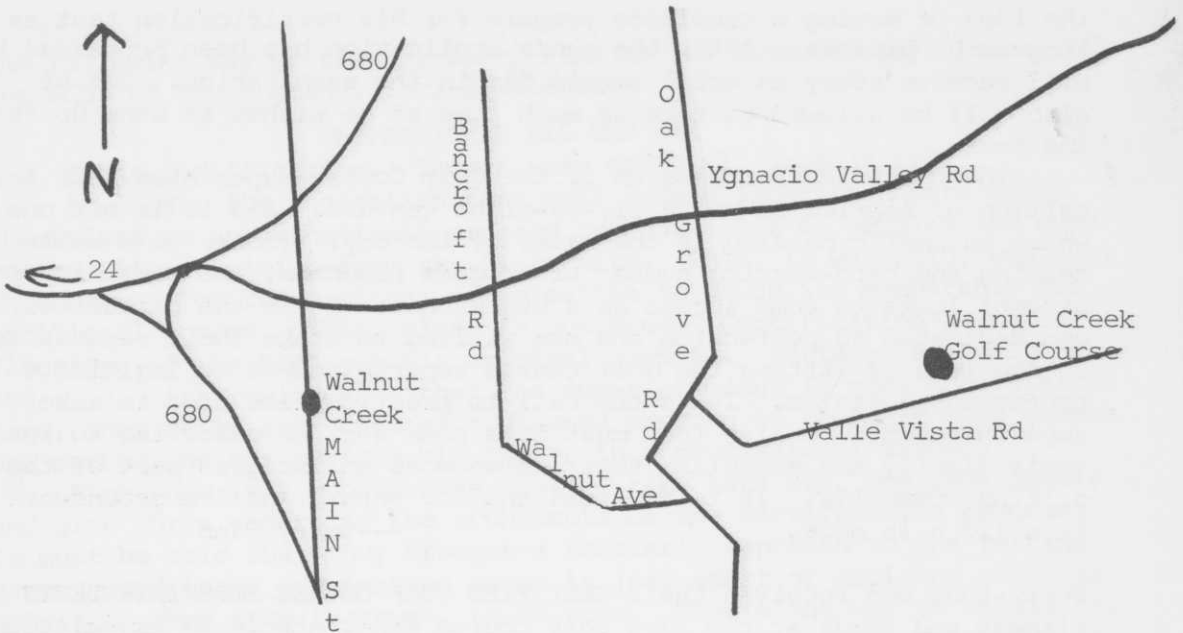 N
680
24
680
Bancroft Rd
Oak Grove Rd
Ygnacio Valley Rd
Walnut Creek
Golf Course
Valle Vista Rd
Walnut
Creek
MAIN St
Walnut Ave